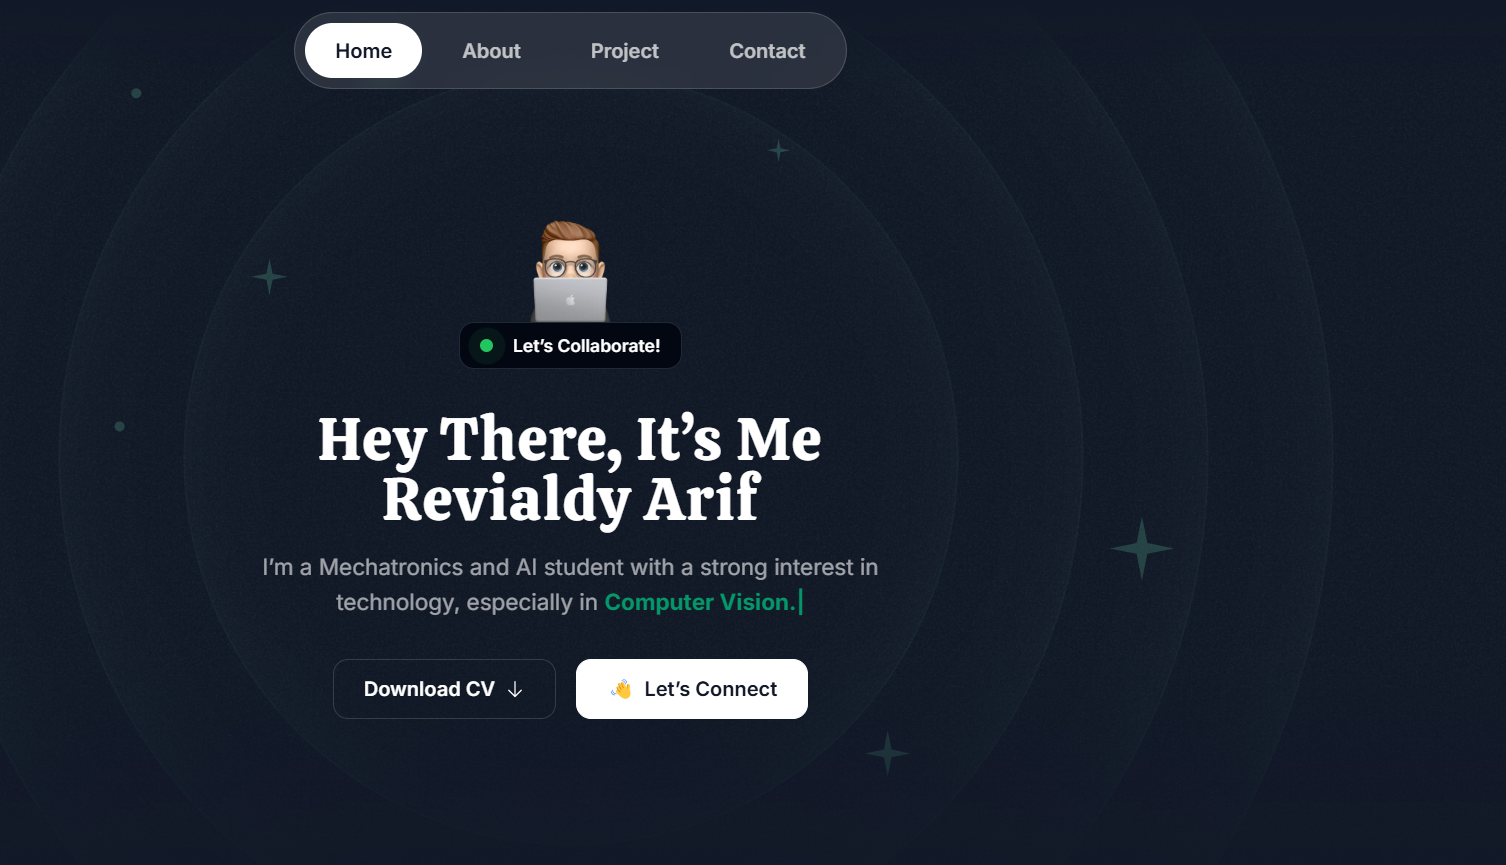 Home About Project Contact
Let’s Collaborate!
Hey There, It’s Me
Revialdy Arif
I’m a Mechatronics and AI student with a strong interest in
technology, especially in Computer Vision.|
Download CV ↓ 👋 Let’s Connect